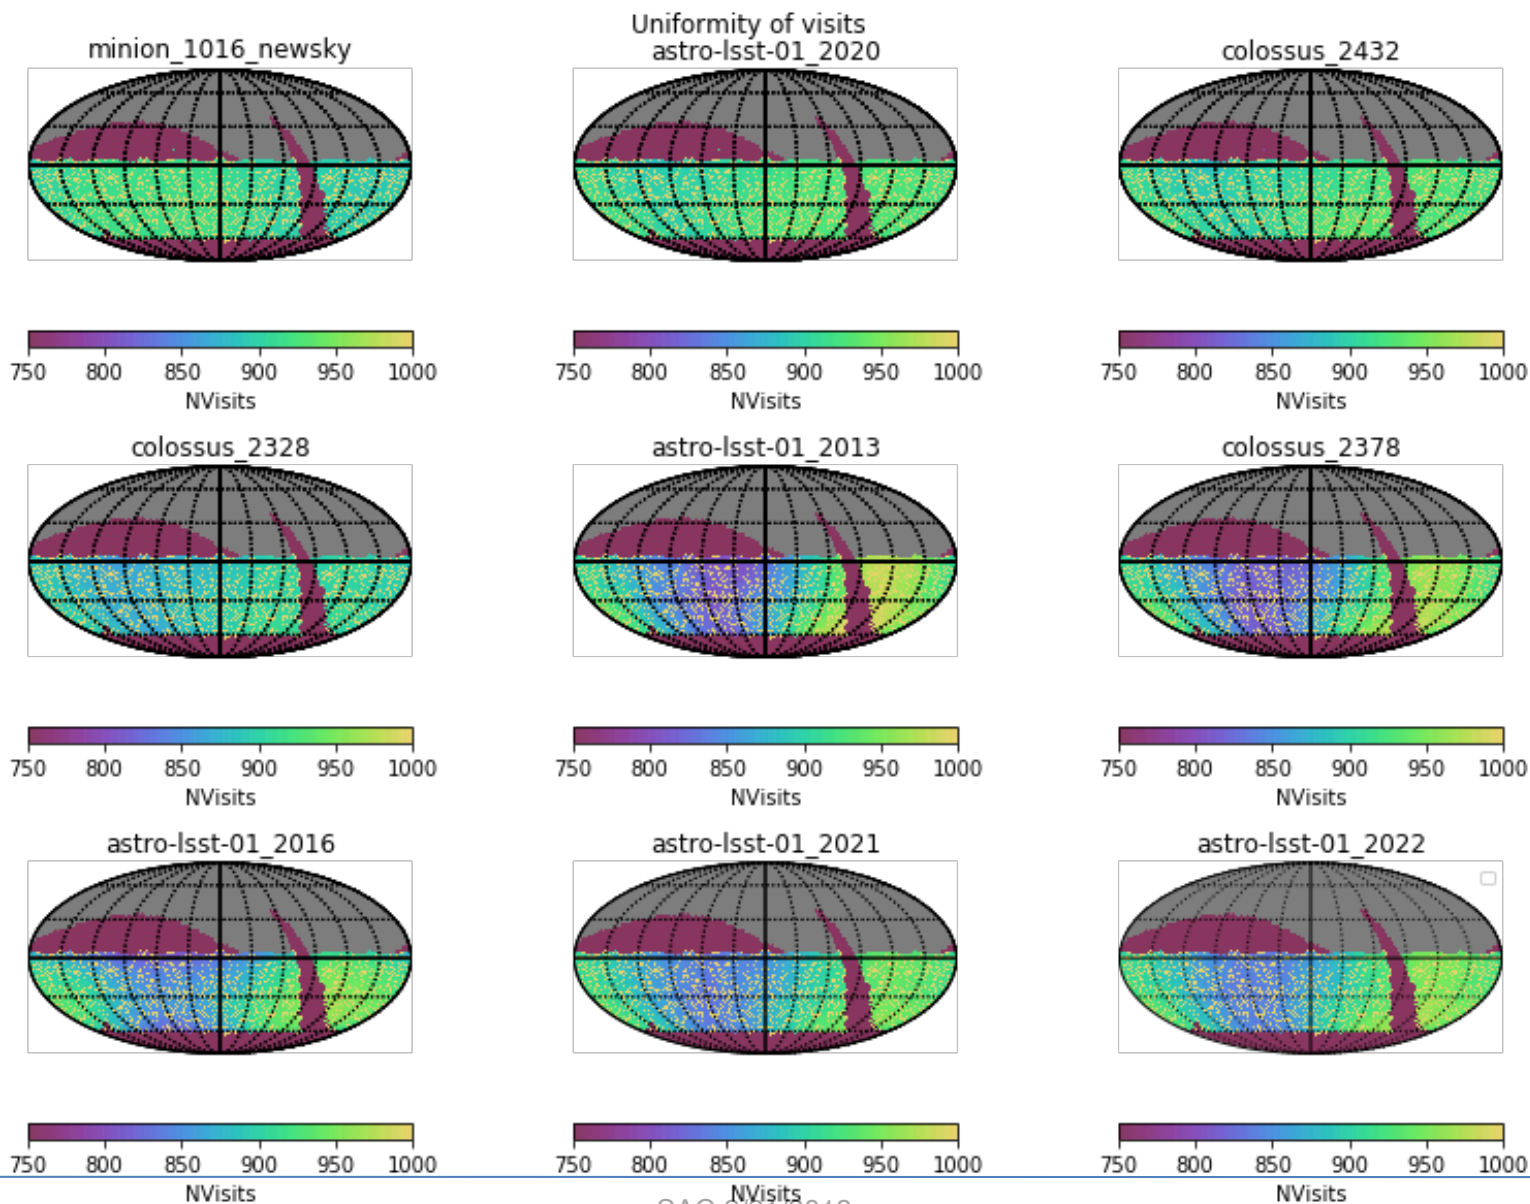 Uniformity of visits
minion_1016_newsky astro-lsst-01_2020 colossus_2432
750 800 850 900 950 1000 750 800 850 900 950 1000 750 800 850 900 950 1000
NVisits NVisits NVisits
colossus_2328 astro-lsst-01_2013 colossus_2378
750 800 850 900 950 1000 750 800 850 900 950 1000 750 800 850 900 950 1000
NVisits NVisits NVisits
astro-lsst-01_2016 astro-lsst-01_2021 astro-lsst-01_2022
750 800 850 900 950 1000 750 800 850 900 950 1000 750 800 850 900 950 1000
NVisits NVisits NVisits